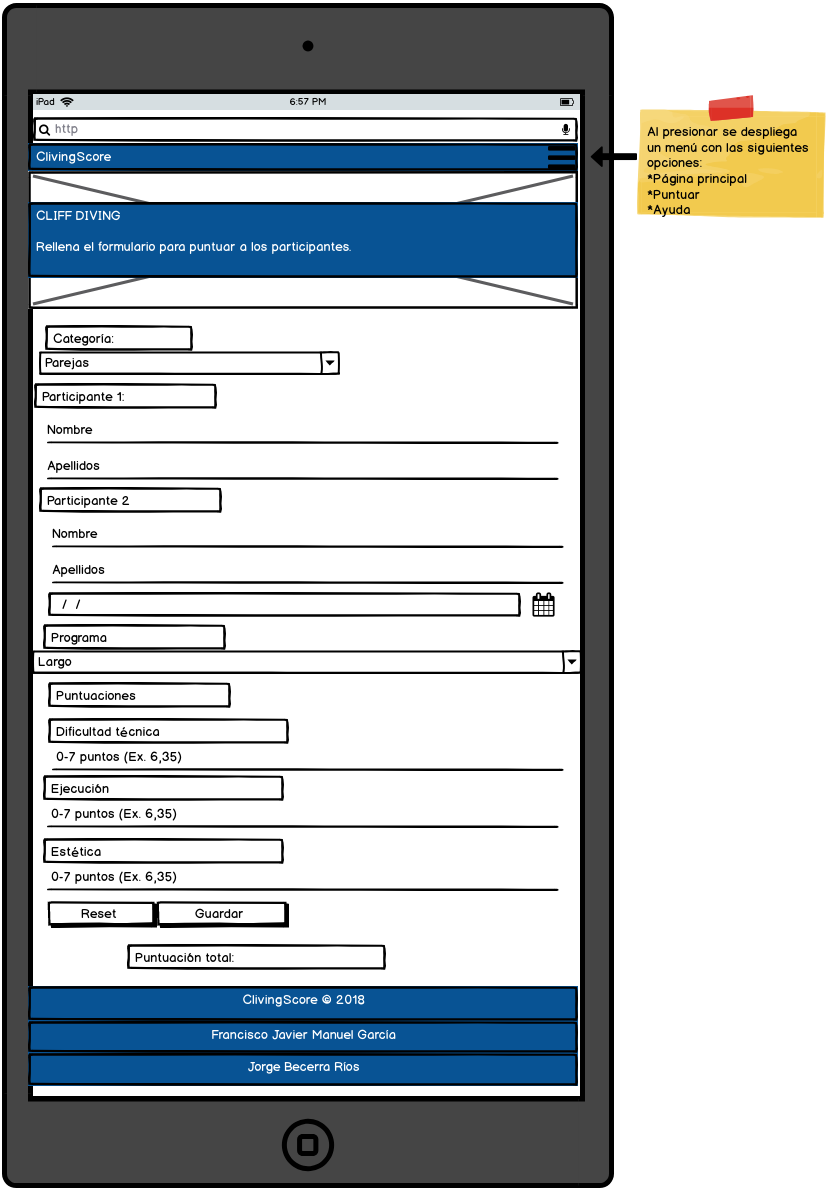 iPad 6:57 PM
http
ClivingScore
Al presionar se despliega
un menú con las siguientes
opciones:
*Página principal
*Puntuar
*Ayuda
CLIFF DIVING
Rellena el formulario para puntuar a los participantes.
Categoría:
Parejas
Participante 1:
Nombre
Apellidos
Participante 2
Nombre
Apellidos
/ /
Programa
Largo
Puntuaciones
Dificultad técnica
0-7 puntos (Ex. 6,35)
Ejecución
0-7 puntos (Ex. 6,35)
Estética
0-7 puntos (Ex. 6,35)
Reset Guardar
Puntuación total:
ClivingScore © 2018
Francisco Javier Manuel García
Jorge Becerra Ríos